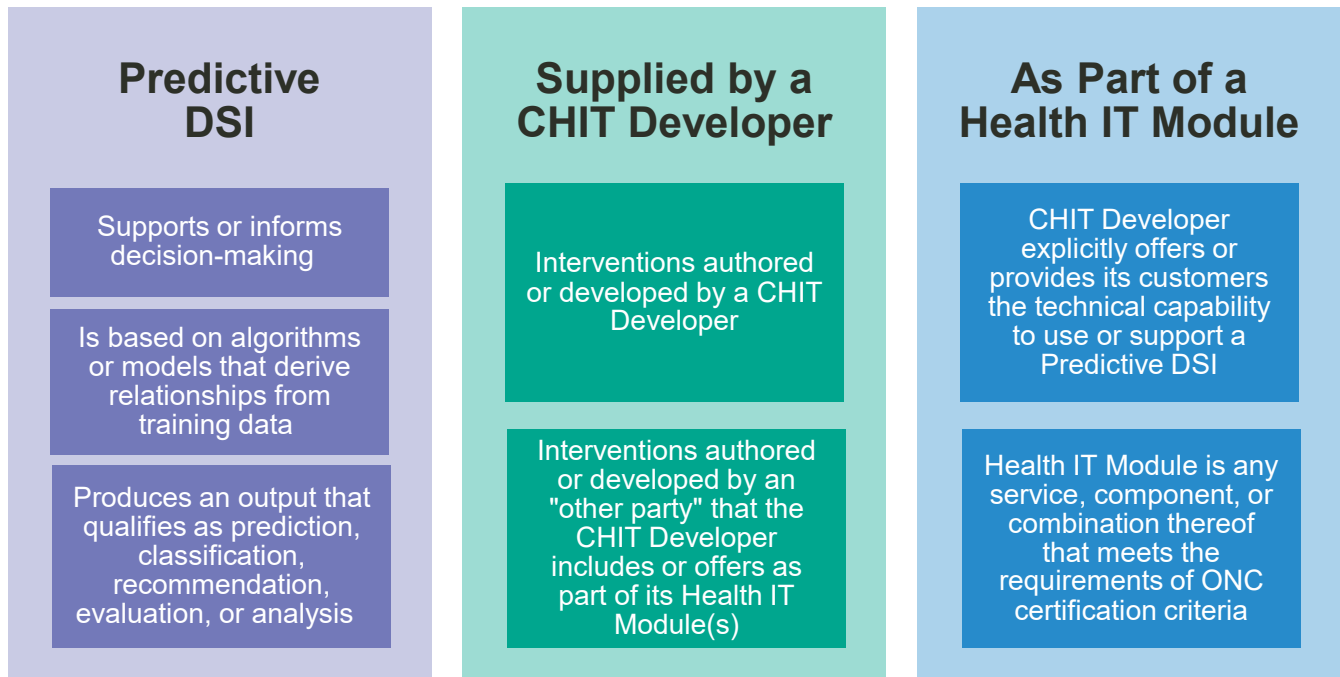 Predictive
DSI
Supports or informs
decision-making
Is based on algorithms
or models that derive
relationships from
training data
Produces an output that
qualifies as prediction,
classification,
recommendation,
evaluation, or analysis
Supplied by a
CHIT Developer
Interventions authored
or developed by a CHIT
Developer
Interventions authored
or developed by an
"other party" that the
CHIT Developer
includes or offers as
part of its Health IT
Module(s)
As Part of a
Health IT Module
CHIT Developer
explicitly offers or
provides its customers
the technical capability
to use or support a
Predictive DSI
Health IT Module is any
service, component, or
combination thereof
that meets the
requirements of ONC
certification criteria